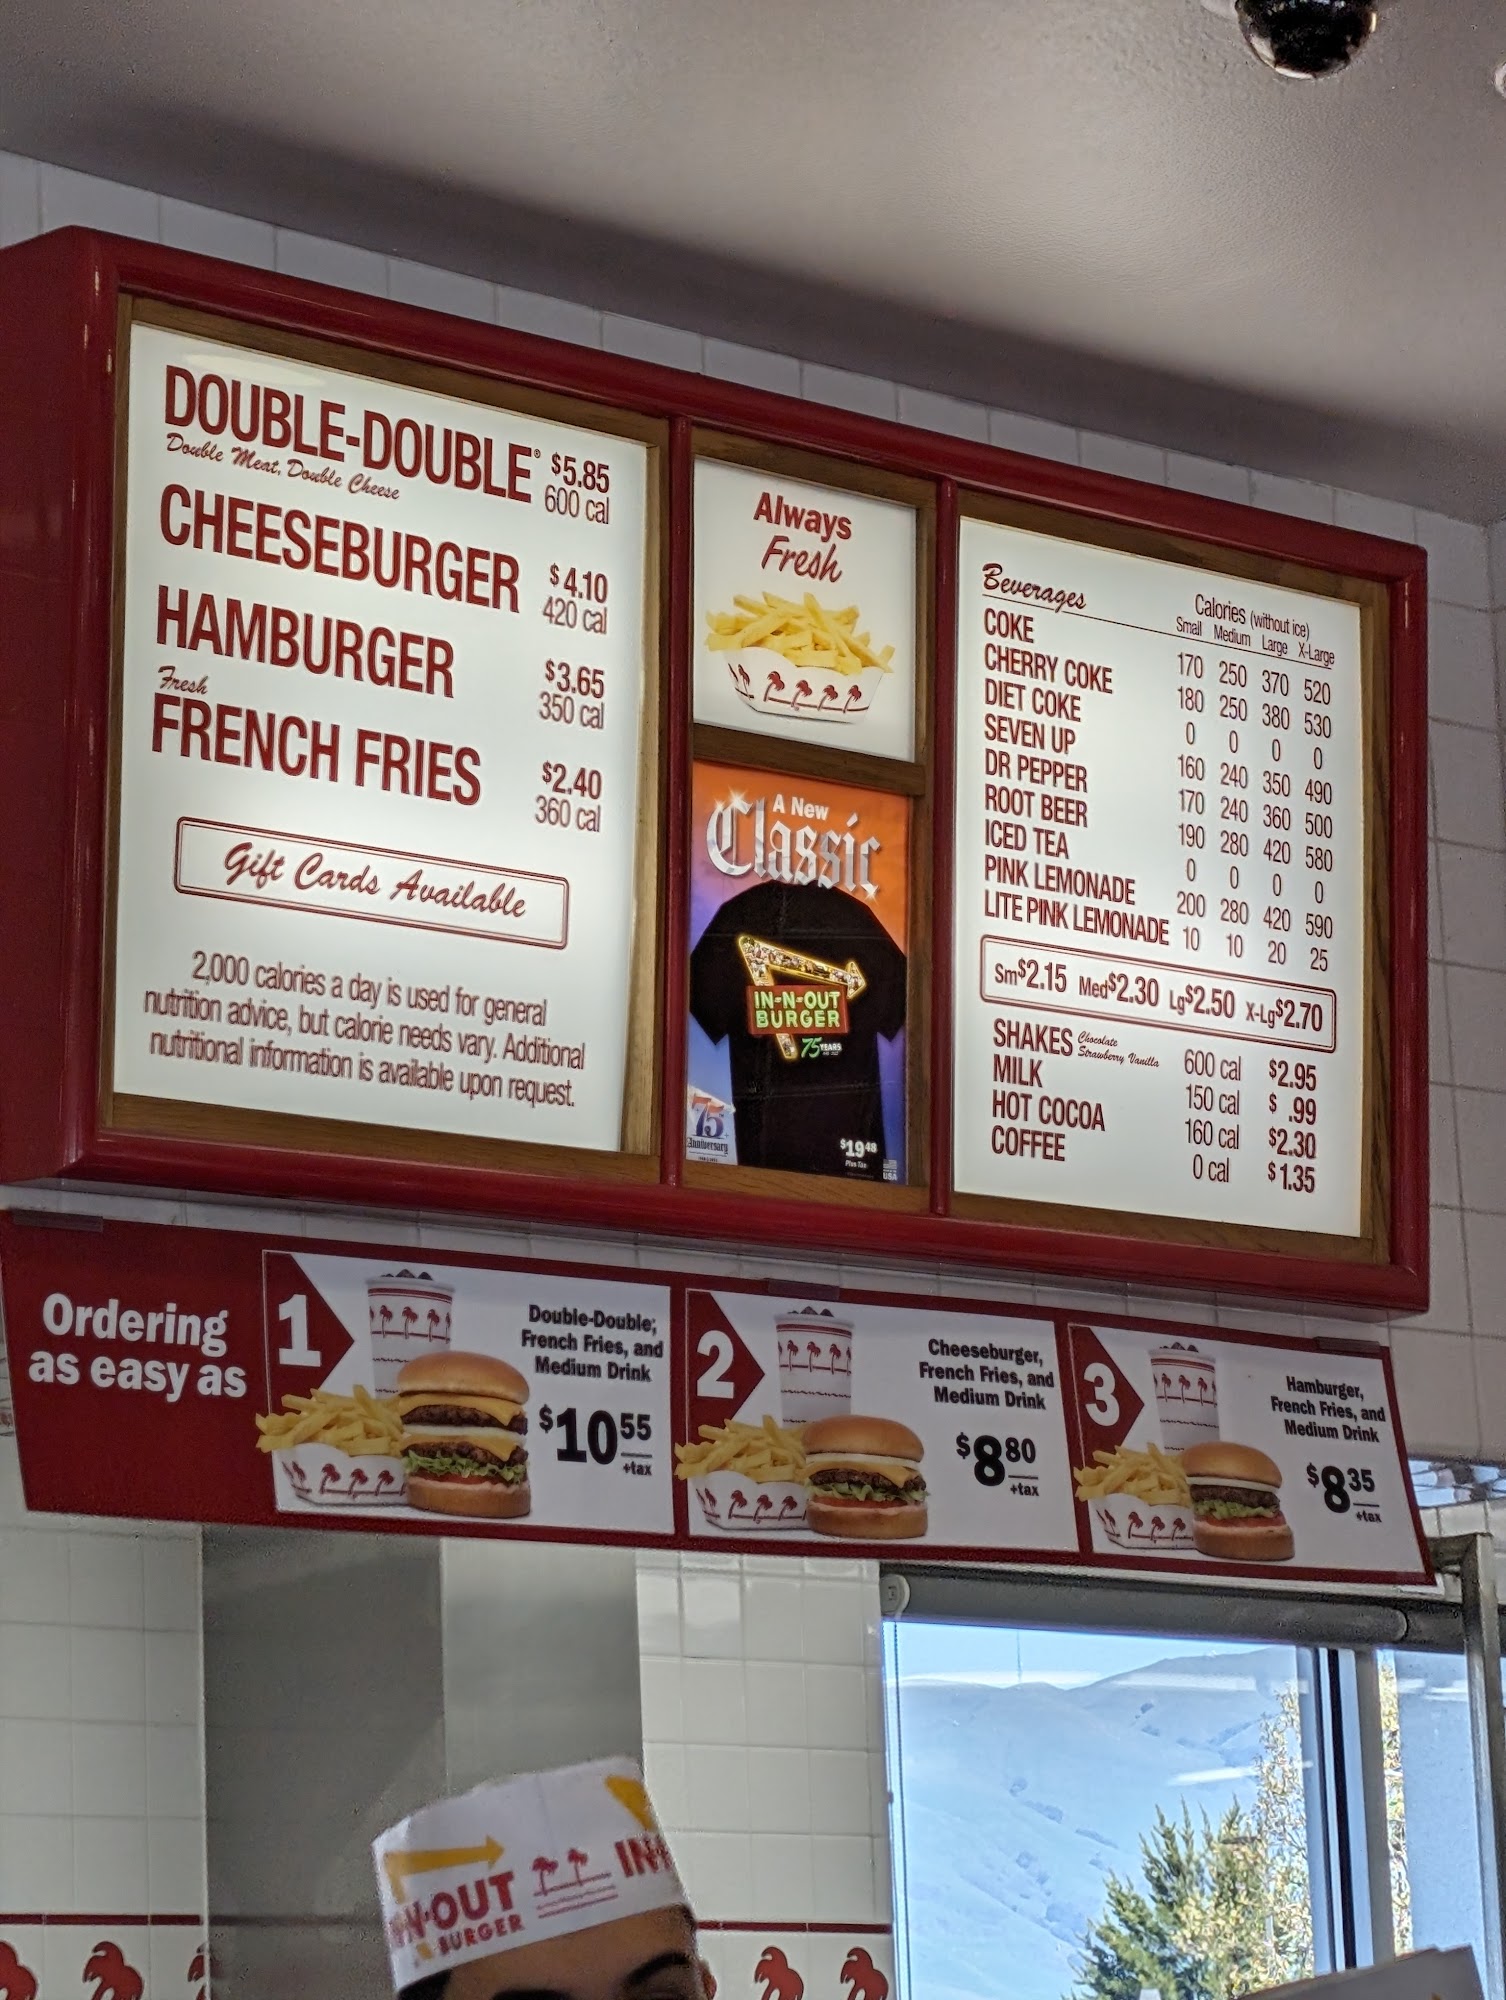 DOUBLE-DOUBLE® $5.85
Double Meat, Double Cheese 600 cal
CHEESEBURGER $4.10
420 cal
HAMBURGER $3.65
350 cal
Fresh
FRENCH FRIES $2.40
360 cal
Gift Cards Available
2,000 calories a day is used for general
nutrition advice, but calorie needs vary. Additional
nutritional information is available upon request.
Always
Fresh
A New
Classic
IN-N-OUT
BURGER
75 YEARS
75
Anniversary
$19 48
Plus Tax
USA
Beverages Calories (without ice)
Small Medium Large X-Large
COKE 170 250 370 520
CHERRY COKE 180 250 380 530
DIET COKE 0 0 0 0
SEVEN UP 160 240 350 490
DR PEPPER 170 240 360 500
ROOT BEER 190 280 420 580
ICED TEA 0 0 0 0
PINK LEMONADE 200 280 420 590
LITE PINK LEMONADE 10 10 20 25
Sm $2.15 Med $2.30 Lg $2.50 X-Lg $2.70
SHAKES Chocolate Strawberry Vanilla 600 cal $2.95
MILK 150 cal $ .99
HOT COCOA 160 cal $2.30
COFFEE 0 cal $1.35
Ordering
as easy as
1
Double-Double,
French Fries, and
Medium Drink
$10 55
+tax
2
Cheeseburger,
French Fries, and
Medium Drink
$8 80
+tax
3
Hamburger,
French Fries, and
Medium Drink
$8 35
+tax
N-OUT
BURGER
IN